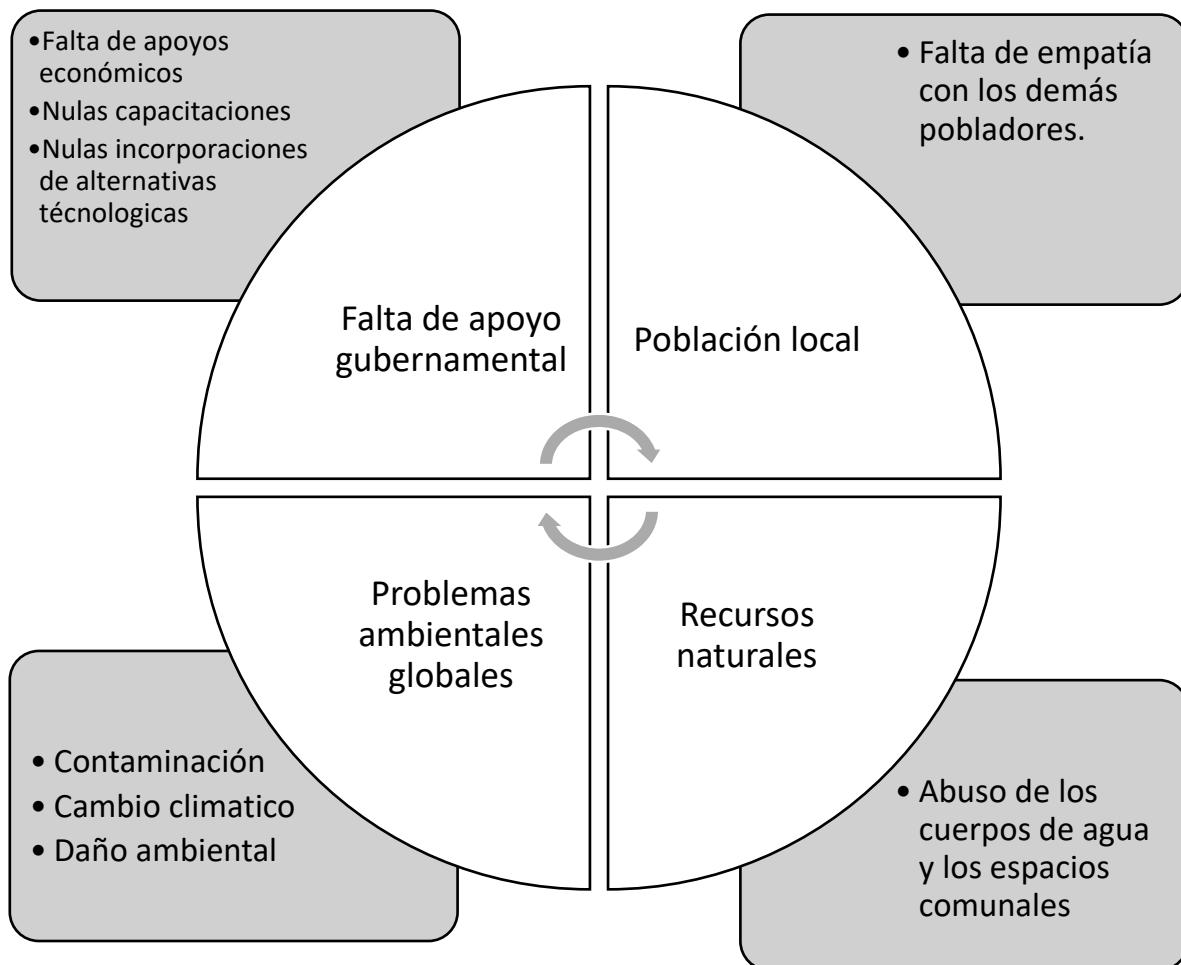 •Falta de apoyos
económicos
•Nulas capacitaciones
•Nulas incorporaciones
de alternativas
técnologicas
• Falta de empatía
con los demás
pobladores.
Falta de apoyo
gubernamental
Población local
Problemas
ambientales
globales
Recursos
naturales
• Contaminación
• Cambio climatico
• Daño ambiental
• Abuso de los
cuerpos de agua
y los espacios
comunales